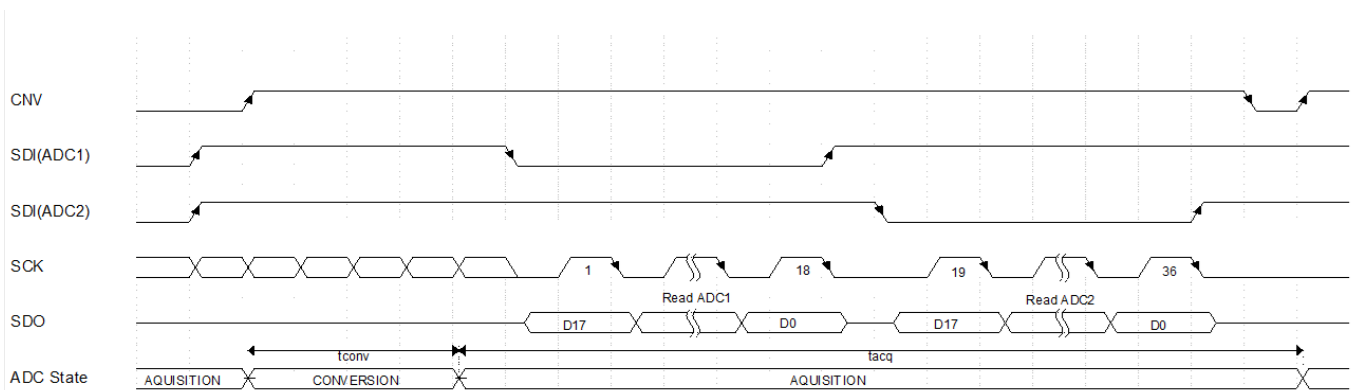 CNV
SDI(ADC1)
SDI(ADC2)
SCK 1 18 19 36
Read ADC1 Read ADC2
SDO D17 D0 D17 D0
tconv tacq
ADC State AQUISITION CONVERSION AQUISITION